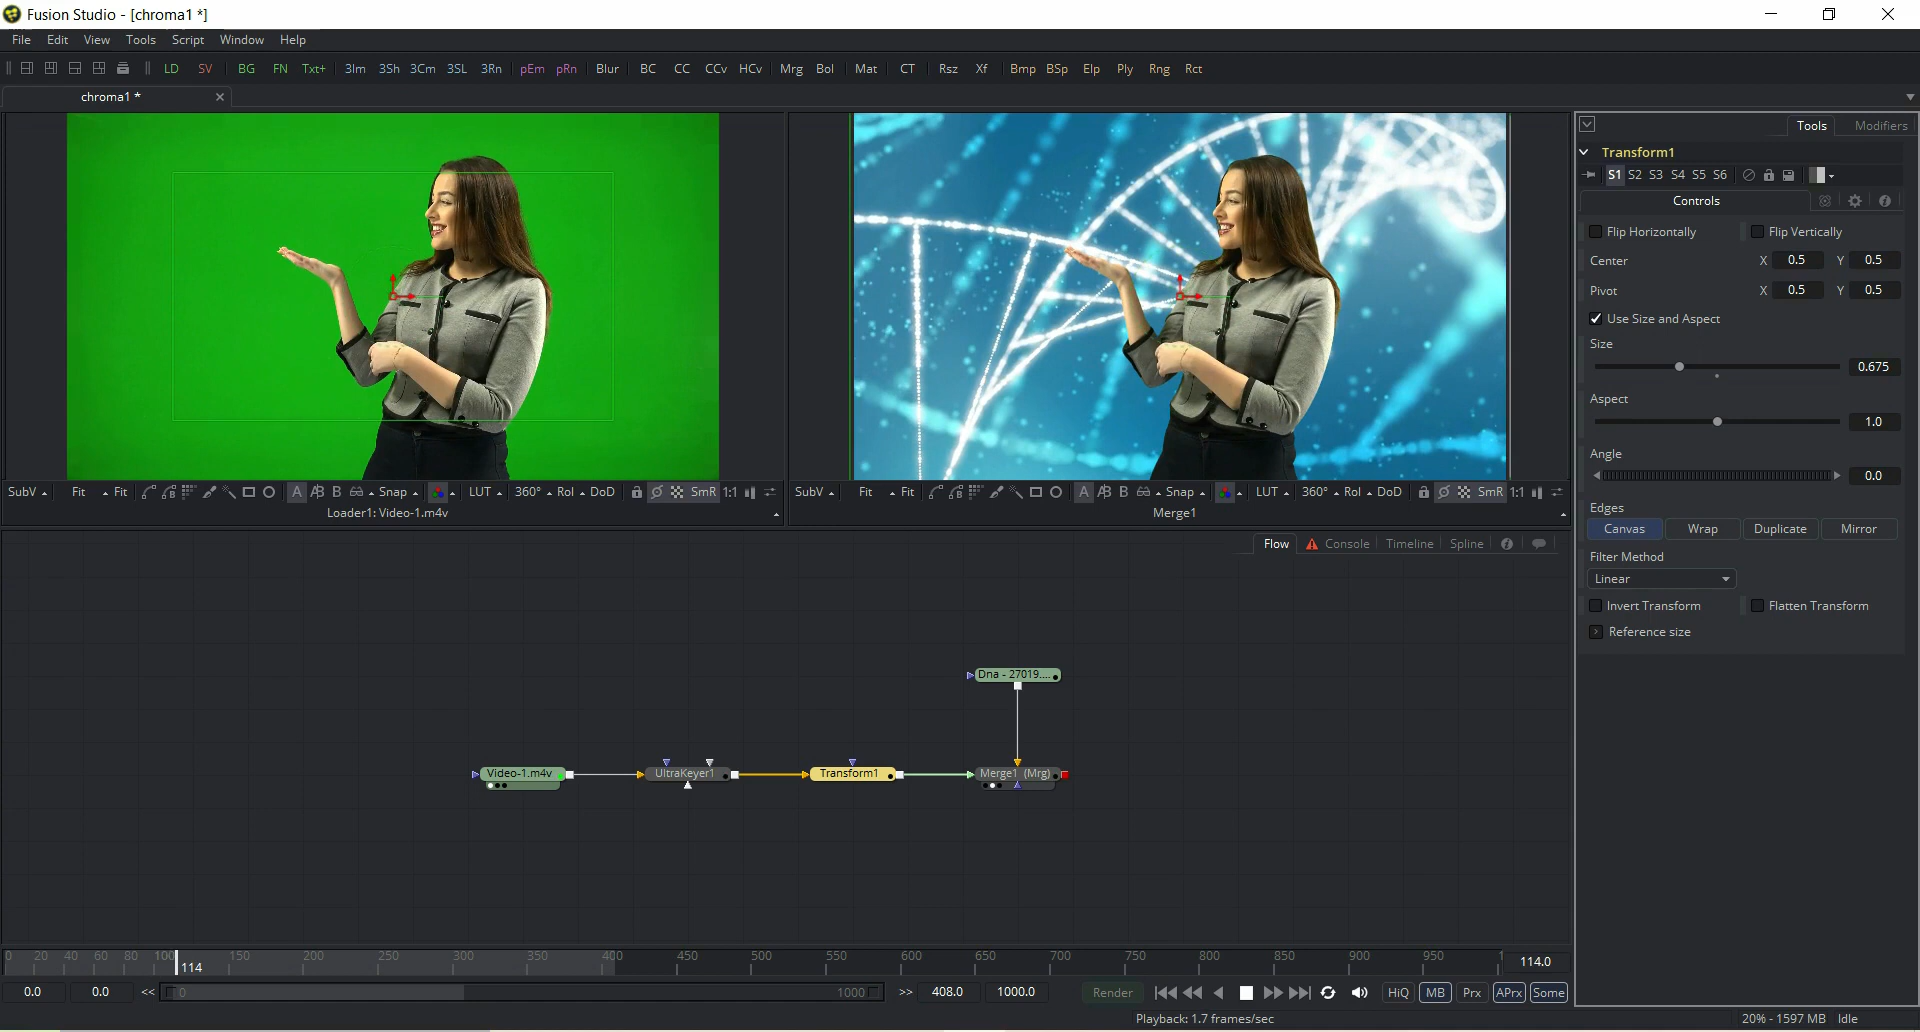 Fusion Studio - [chroma1 *]
File Edit View Tools Script Window Help
LD SV BG FN Txt+ 3Im 3Sh 3Cm 3SL 3Rn pEm pRn Blur BC CC CCv HCv Mrg Bol Mat CT Rsz Xf Bmp BSp Elp Ply Rng Rct
chroma1 *
Tools Modifiers
Transform1
S1 S2 S3 S4 S5 S6
Controls
Flip Horizontally Flip Vertically
Center X 0.5 Y 0.5
Pivot X 0.5 Y 0.5
Use Size and Aspect
Size
0.675
Aspect
1.0
Angle
0.0
Edges
Canvas Wrap Duplicate Mirror
Filter Method
Linear
Invert Transform Flatten Transform
Reference size
SubV Fit Fit A A/B B Snap LUT 360° Rol DoD SmR 1:1
Loader1: Video-1.m4v
SubV Fit Fit A A/B B Snap LUT 360° Rol DoD SmR 1:1
Merge1
Flow Console Timeline Spline
Dna - 27019....
Video-1.m4v UltraKeyer1 Transform1 Merge1 (Mrg)
0 20 40 60 80 100 114 150 200 250 300 350 400 450 500 550 600 650 700 750 800 850 900 950 114.0
0.0 0.0 << 0 1000 >> 408.0 1000.0 Render HiQ MB Prx APrx Some
Playback: 1.7 frames/sec 20% - 1597 MB Idle